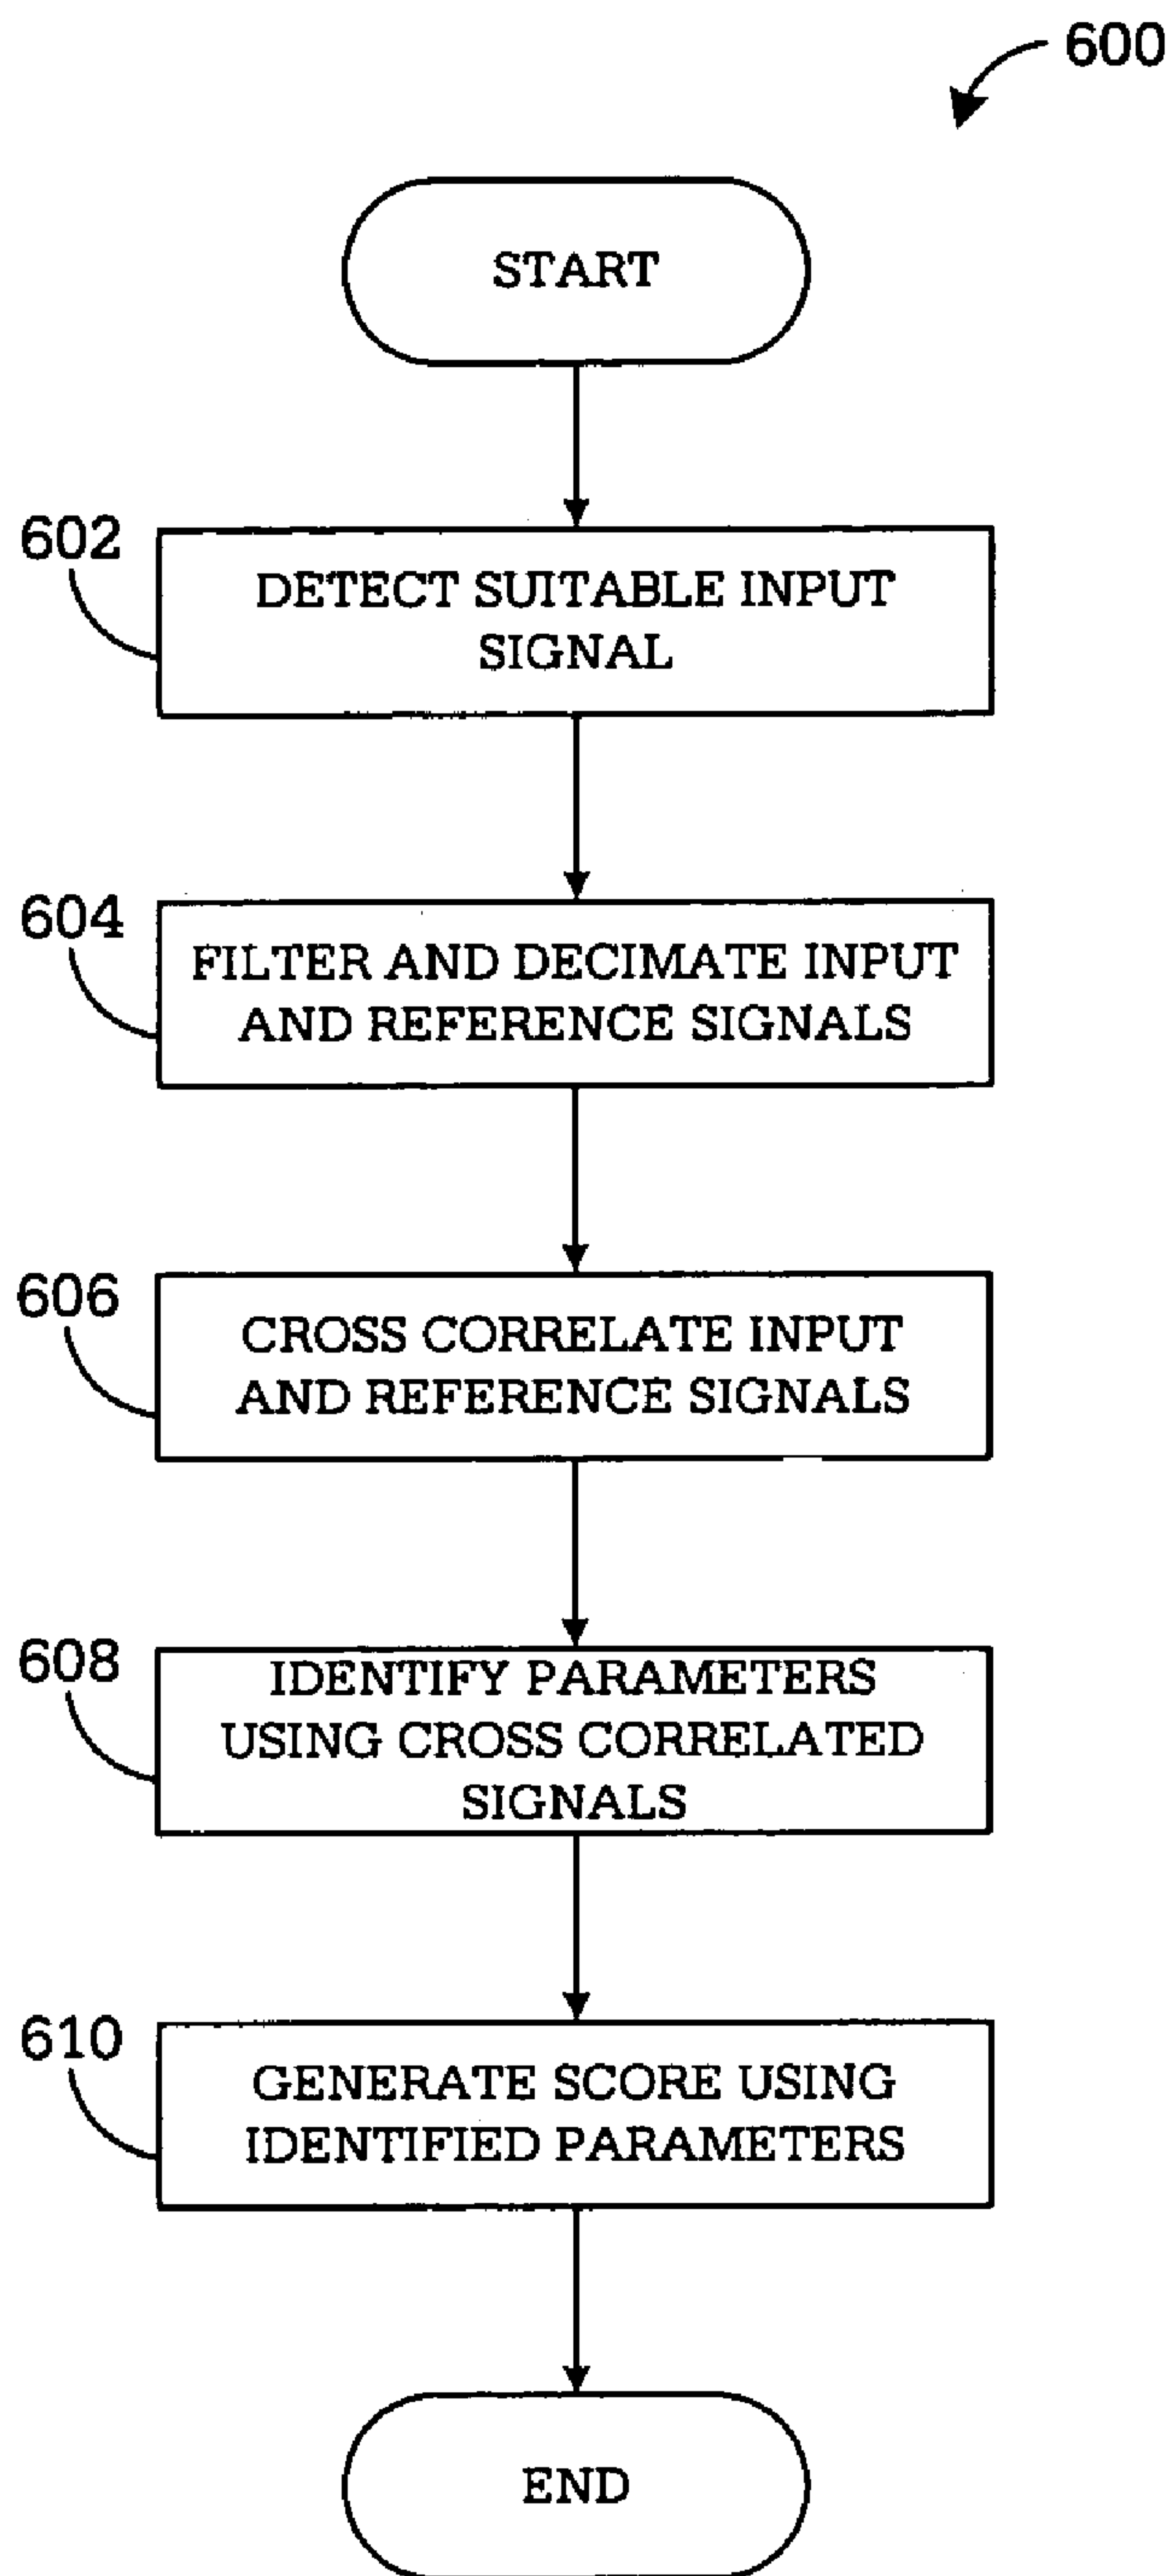 600
START
602
DETECT SUITABLE INPUT
SIGNAL
604
FILTER AND DECIMATE INPUT
AND REFERENCE SIGNALS
606
CROSS CORRELATE INPUT
AND REFERENCE SIGNALS
608
IDENTIFY PARAMETERS
USING CROSS CORRELATED
SIGNALS
610
GENERATE SCORE USING
IDENTIFIED PARAMETERS
END